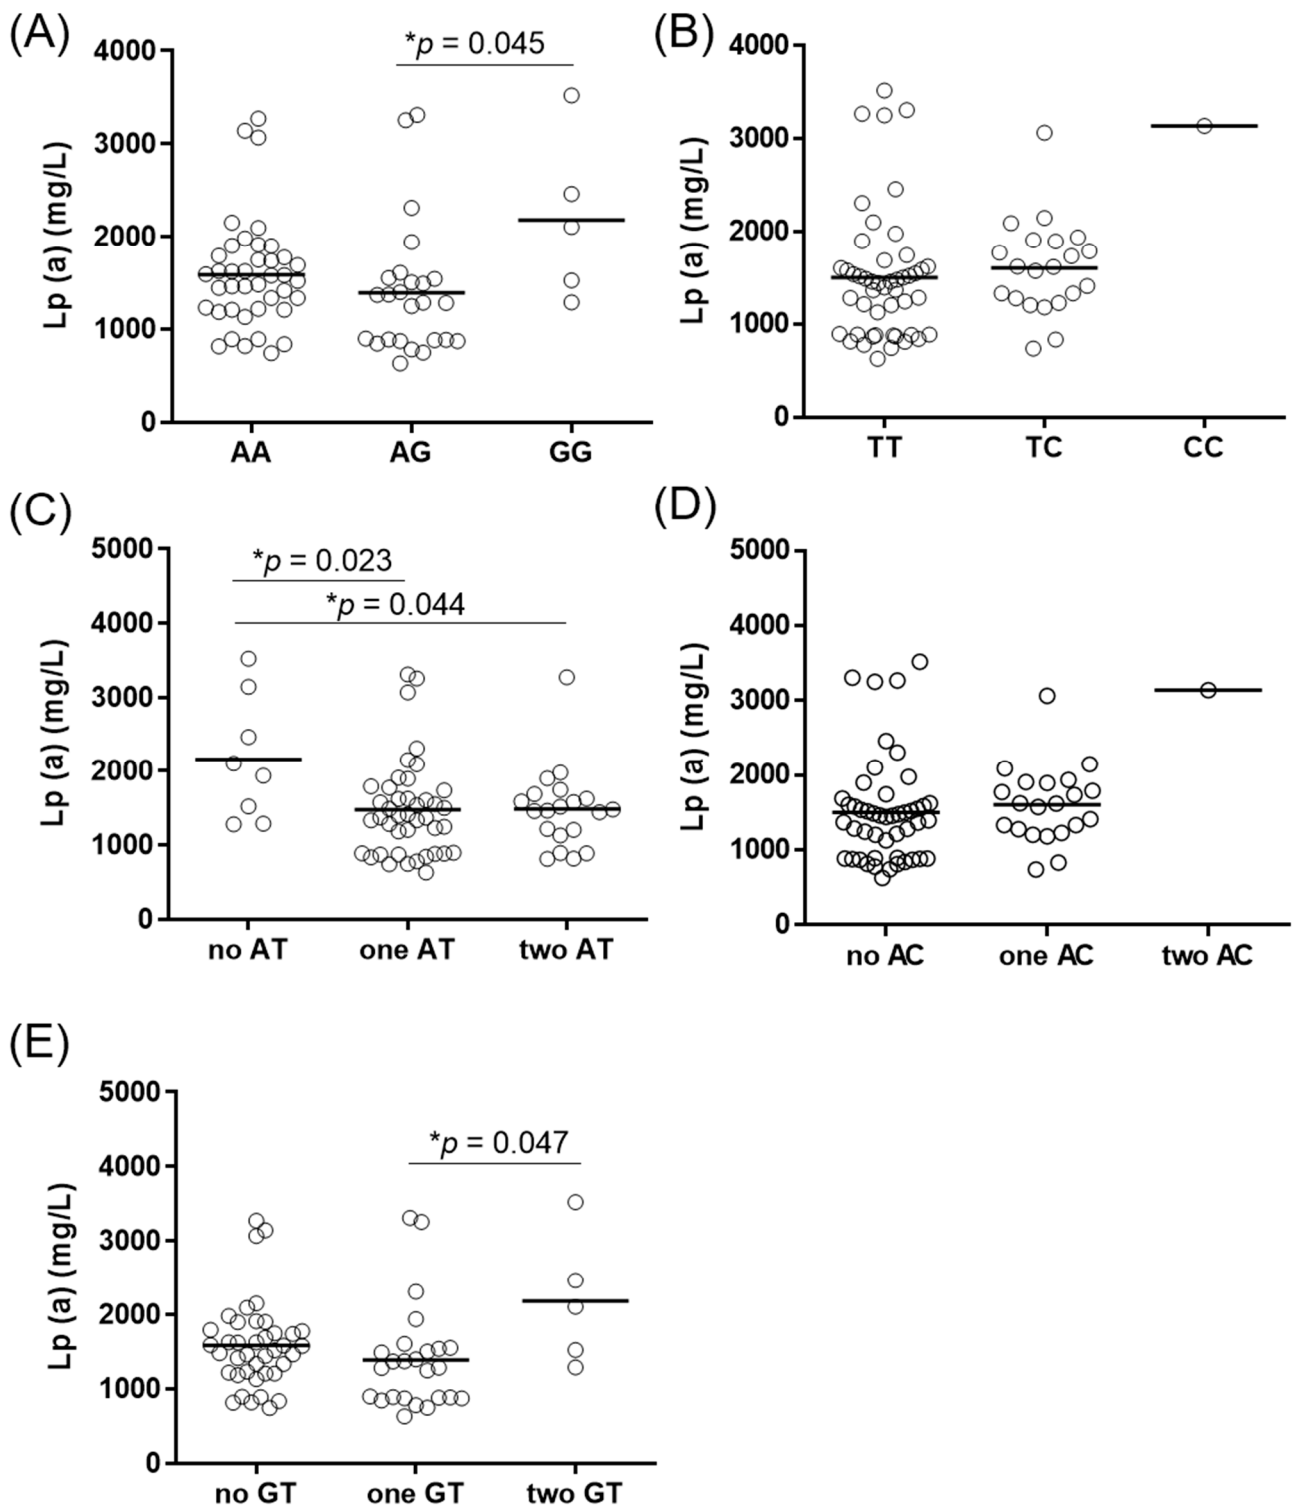 (A)
*p = 0.045
Lp (a) (mg/L)
4000
3000
2000
1000
0
AA AG GG
(B)
Lp (a) (mg/L)
4000
3000
2000
1000
0
TT TC CC
(C)
*p = 0.023
*p = 0.044
Lp (a) (mg/L)
5000
4000
3000
2000
1000
0
no AT one AT two AT
(D)
Lp (a) (mg/L)
5000
4000
3000
2000
1000
0
no AC one AC two AC
(E)
*p = 0.047
Lp (a) (mg/L)
5000
4000
3000
2000
1000
0
no GT one GT two GT